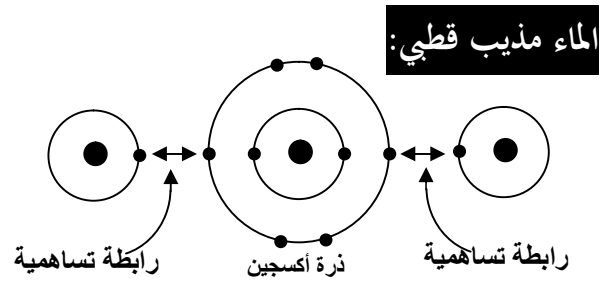 الماء مذيب قطبي:
رابطة تساهمية
ذرة أكسجين
رابطة تساهمية